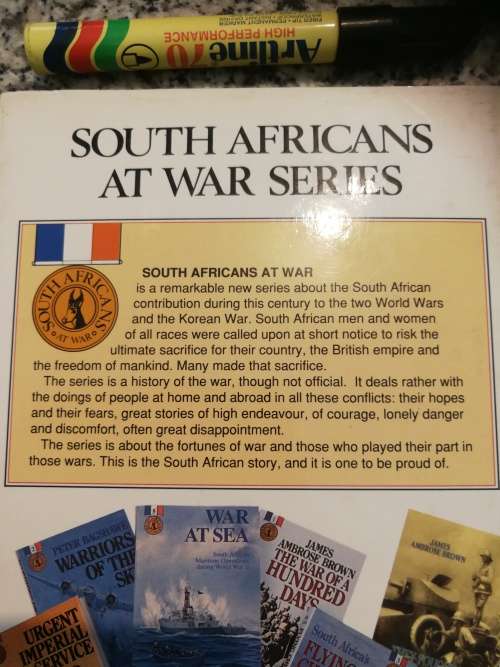 Artline 70
HIGH PERFORMANCE
SOUTH AFRICANS
AT WAR SERIES
SOUTH AFRICANS
AT WAR
SOUTH AFRICANS AT WAR
is a remarkable new series about the South African
contribution during this century to the two World Wars
and the Korean War. South African men and women
of all races were called upon at short notice to risk the
ultimate sacrifice for their country, the British empire and
the freedom of mankind. Many made that sacrifice.
The series is a history of the war, though not official. It deals rather with
the doings of people at home and abroad in all these conflicts: their hopes
and their fears, great stories of high endeavour, of courage, lonely danger
and discomfort, often great disappointment.
The series is about the fortunes of war and those who played their part in
those wars. This is the South African story, and it is one to be proud of.
PETER BAGSHAWE
WARRIORS
OF THE
SKY
WAR
AT SEA
South African
Maritime Operations
during World War II
JAMES
AMBROSE BROWN
THE WAR OF A
HUNDRED
DAYS
JAMES
AMBROSE BROWN
URGENT
IMPERIAL
SERVICE
South Africa's
FLYING